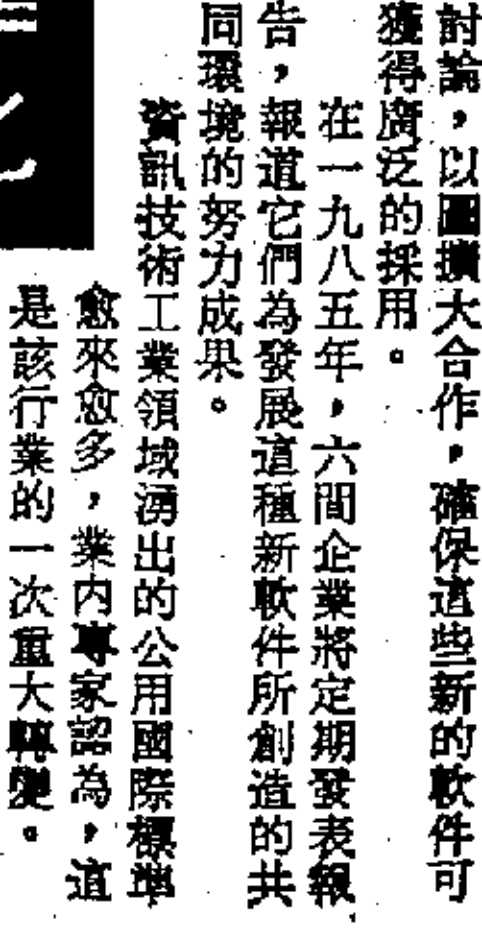 討論，以圖擴大合作，確保這些新的軟件可
獲得廣泛的採用。
在一九八五年，六間企業將定期發表報
告，報道它們為發展這種新軟件所創造的共
同環境的努力成果。
資訊技術工業領域湧出的公用國際標準
愈來愈多，業内專家認為，這
是該行業的一次重大轉變。